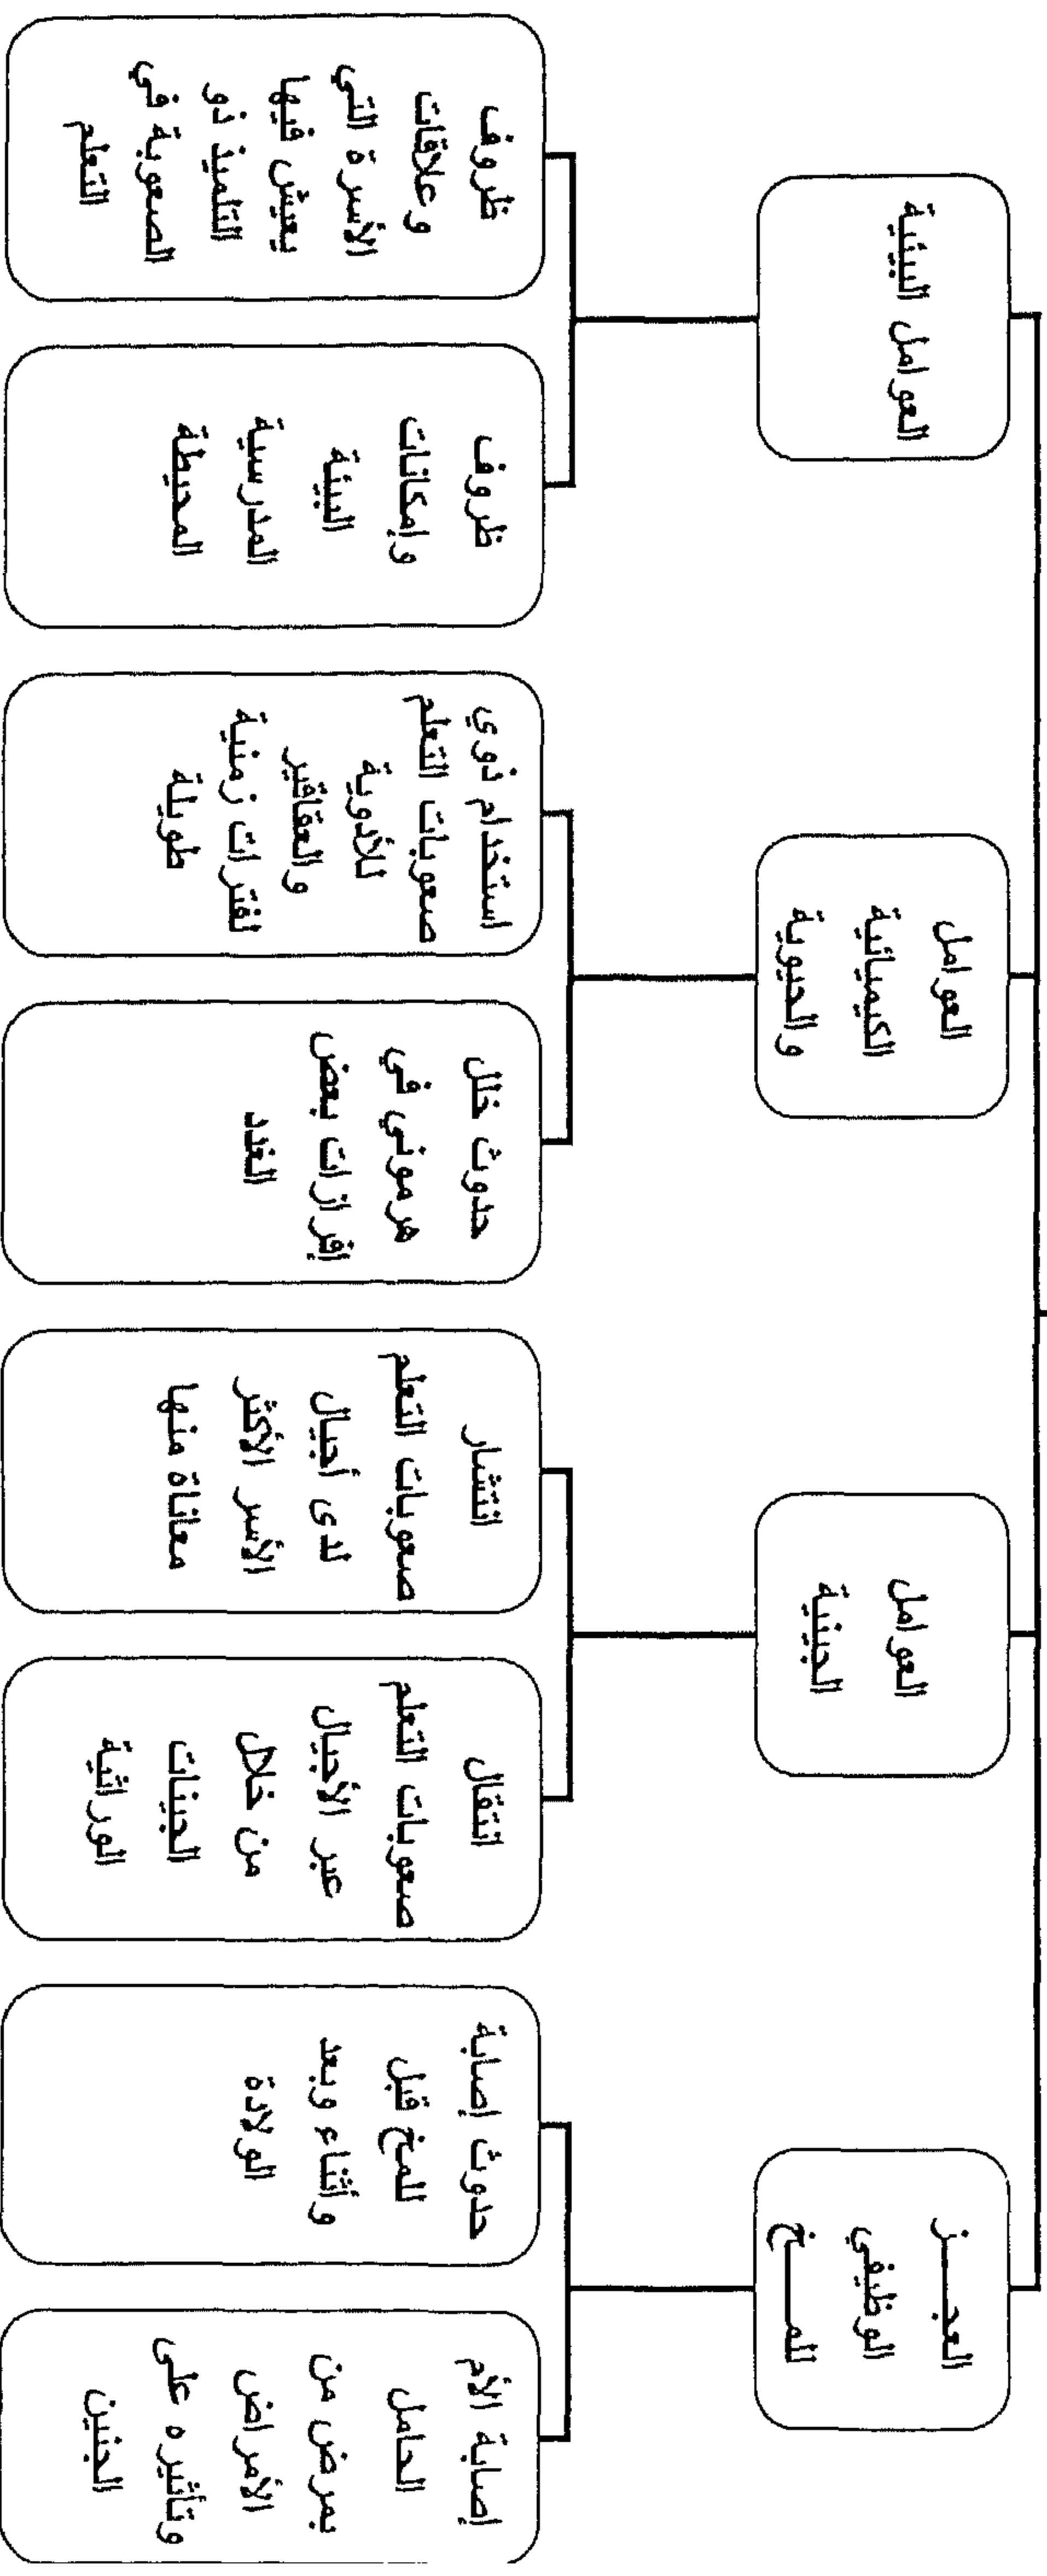 العجـــز
الوظيفي
للمـــــخ
العوامل
الجينية
العوامل
الكيميائية
والحيوية
العوامل البيئية
إصابة الأم
الحامل
بمرض من
الأمراض
وتأثيره على
الجنين
حدوث إصابة
للمخ قبل
وأثناء وبعد
الولادة
انتقال
صعوبات التعلم
عبر الأجيال
من خلال
الجينات
الوراثية
انتشار
صعوبات التعلم
لدى أجيال
الأسر الأكثر
معاناة منها
حدوث خلل
هرموني في
إفرازات بعض
الغدد
استخدام ذوي
صعوبات التعلم
للأدوية
والعقاقير
لفترات زمنية
طويلة
ظروف
وإمكانات
البيئة
المدرسية
المحيطة
ظروف
وعلاقات
الأسرة التي
يعيش فيها
التلميذ ذو
الصعوبة في
التعلم